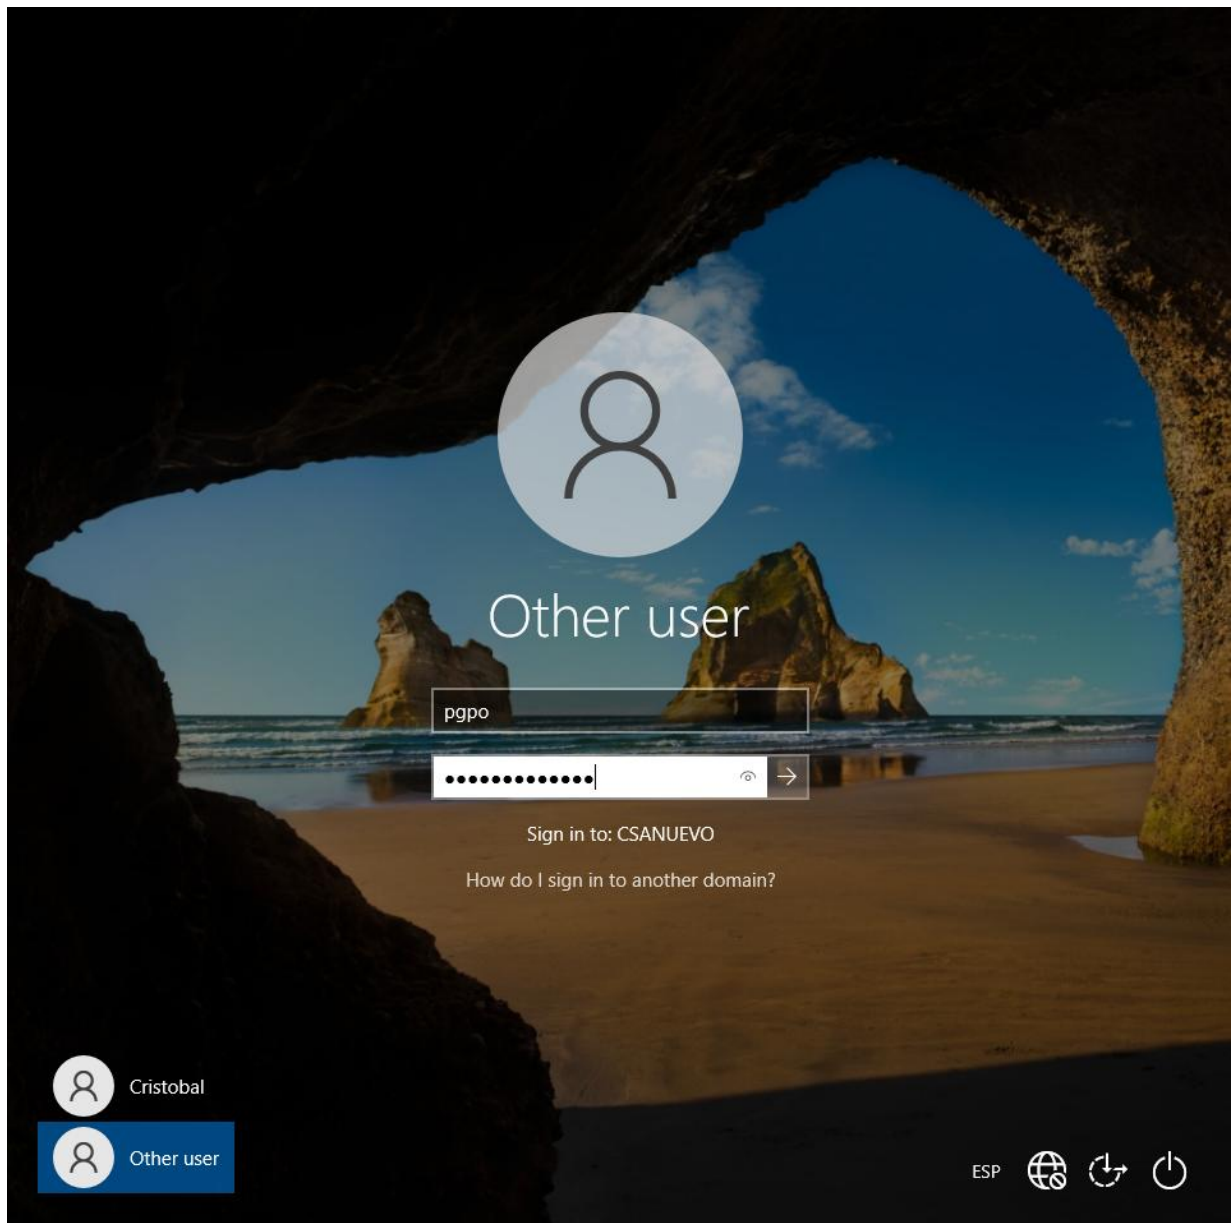 Other user
pgpo
•••••••••••••
Sign in to: CSANUEVO
How do I sign in to another domain?
Cristobal
Other user
ESP